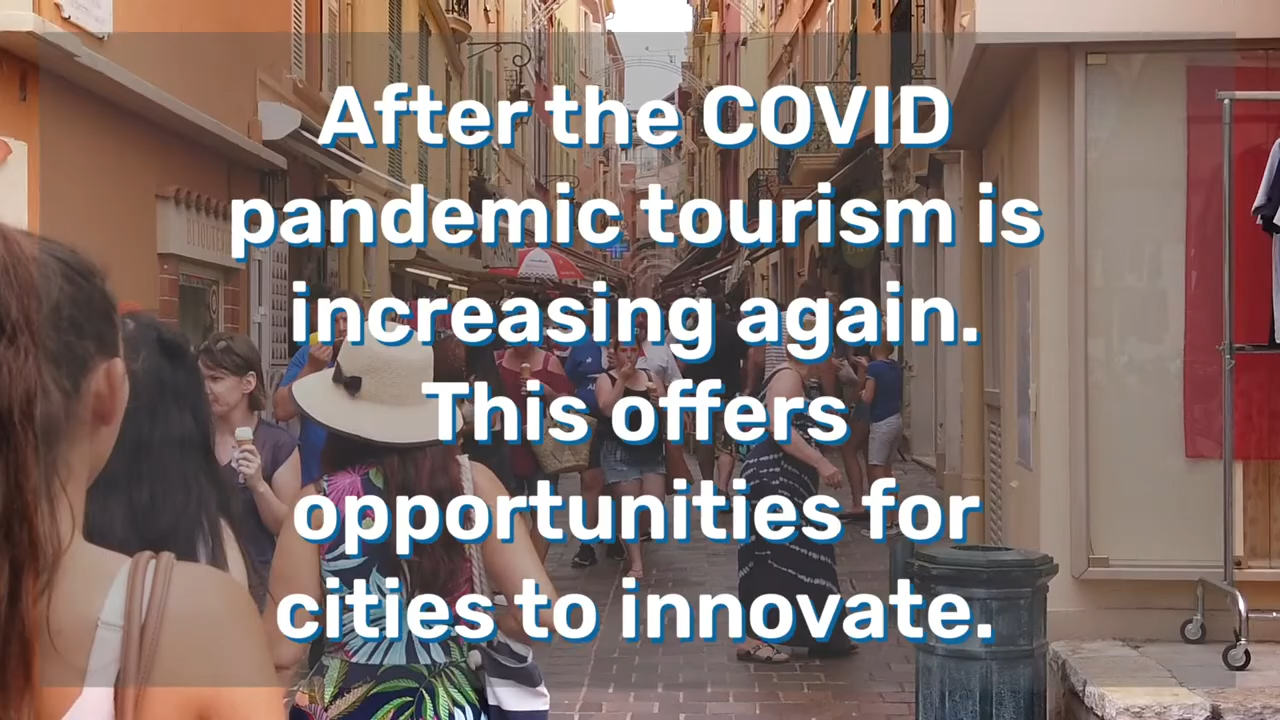 After the COVID
pandemic tourism is
increasing again.
This offers
opportunities for
cities to innovate.